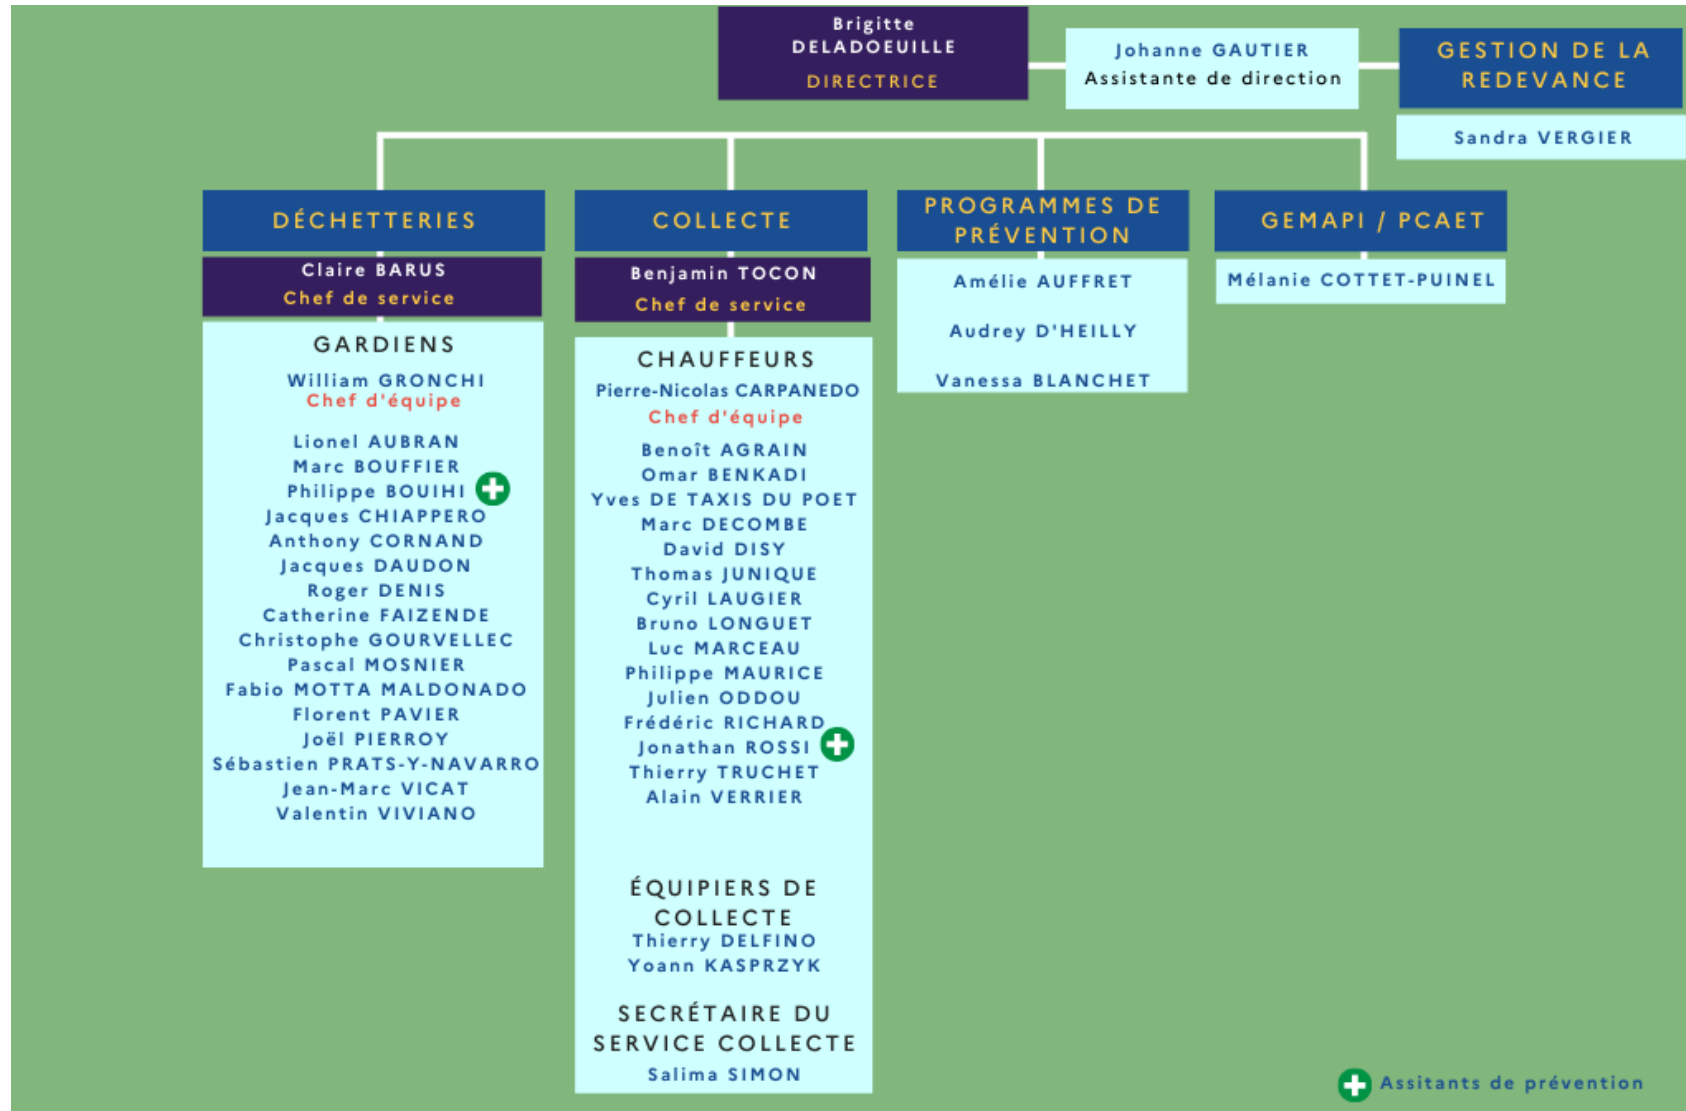 Brigitte
DELADOEUILLE
DIRECTRICE
Johanne GAUTIER
Assistante de direction
GESTION DE LA
REDEVANCE
Sandra VERGIER
DÉCHETTERIES
Claire BARUS
Chef de service
GARDIENS
William GRONCHI
Chef d'équipe
Lionel AUBRAN
Marc BOUFFIER
Philippe BOUIHI
Jacques CHIAPPERO
Anthony CORNAND
Jacques DAUDON
Roger DENIS
Catherine FAIZENDE
Christophe GOURVELLEC
Pascal MOSNIER
Fabio MOTTA MALDONADO
Florent PAVIER
Joël PIERROY
Sébastien PRATS-Y-NAVARRO
Jean-Marc VICAT
Valentin VIVIANO
COLLECTE
Benjamin TOCON
Chef de service
CHAUFFEURS
Pierre-Nicolas CARPANEDO
Chef d'équipe
Benoît AGRAIN
Omar BENKADI
Yves DE TAXIS DU POET
Marc DECOMBE
David DISY
Thomas JUNIQUE
Cyril LAUGIER
Bruno LONGUET
Luc MARCEAU
Philippe MAURICE
Julien ODDOU
Frédéric RICHARD
Jonathan ROSSI
Thierry TRUCHET
Alain VERRIER
ÉQUIPIERS DE
COLLECTE
Thierry DELFINO
Yoann KASPRZYK
SECRÉTAIRE DU
SERVICE COLLECTE
Salima SIMON
PROGRAMMES DE
PRÉVENTION
Amélie AUFFRET
Audrey D'HEILLY
Vanessa BLANCHET
GEMAPI / PCAET
Mélanie COTTET-PUINEL
Assitants de prévention